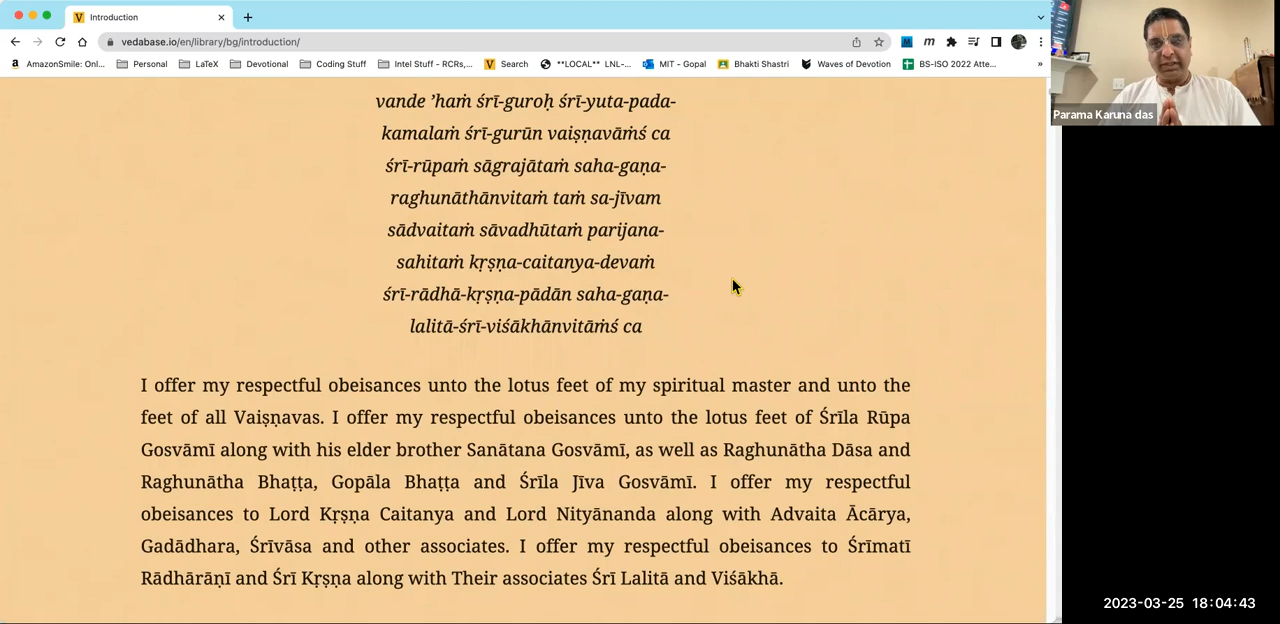 Introduction
vedabase.io/en/library/bg/introduction/
AmazonSmile: Onl... Personal LaTeX Devotional Coding Stuff Intel Stuff - RCRs,... Search **LOCAL** LNL-... MIT - Gopal Bhakti Shastri Waves of Devotion BS-ISO 2022 Atte... »
vande ’haṁ śrī-guroḥ śrī-yuta-pada-
kamalaṁ śrī-gurūn vaiṣṇavāṁś ca
śrī-rūpaṁ sāgrajātaṁ saha-gaṇa-
raghunāthānvitaṁ taṁ sa-jīvam
sādvaitaṁ sāvadhūtaṁ parijana-
sahitaṁ kṛṣṇa-caitanya-devaṁ
śrī-rādhā-kṛṣṇa-pādān saha-gaṇa-
lalitā-śrī-viśākhānvitāṁś ca
I offer my respectful obeisances unto the lotus feet of my spiritual master and unto the
feet of all Vaiṣṇavas. I offer my respectful obeisances unto the lotus feet of Śrīla Rūpa
Gosvāmī along with his elder brother Sanātana Gosvāmī, as well as Raghunātha Dāsa and
Raghunātha Bhaṭṭa, Gopāla Bhaṭṭa and Śrīla Jīva Gosvāmī. I offer my respectful
obeisances to Lord Kṛṣṇa Caitanya and Lord Nityānanda along with Advaita Ācārya,
Gadādhara, Śrīvāsa and other associates. I offer my respectful obeisances to Śrīmatī
Rādhārāṇī and Śrī Kṛṣṇa along with Their associates Śrī Lalitā and Viśākhā.
Parama Karuna das
2023-03-25 18:04:43